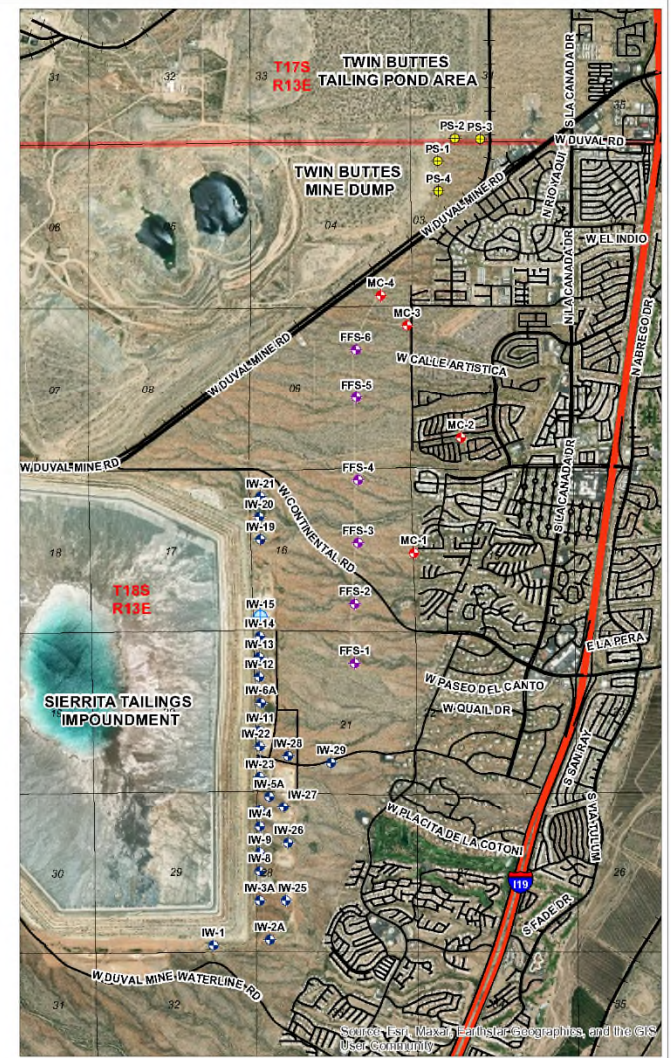 31
32
33
T17S
R13E
TWIN BUTTES
TAILING POND AREA
35
S LA CANADA DR
PS-2
PS-3
W DUVAL RD
PS-1
TWIN BUTTES
MINE DUMP
PS-4
N RIO YAQUI
W DUVAL MINE RD
06
04
03
W EL INDIO
N LA CANADA DR
MC-4
MC-3
N ABREGO DR
FFS-6
W CALLE ARTISTICA
W DUVAL MINE RD
07
08
09
FFS-5
MC-2
W DUVAL MINE RD
FFS-4
IW-21
IW-20
IW-19
W CONTINENTAL RD
S LA CANADA DR
18
17
16
FFS-3
MC-1
T18S
R13E
IW-15
FFS-2
IW-14
IW-13
E LA PERA
IW-12
FFS-1
W PASEO DEL CANTO
SIERRITA TAILINGS
IMPOUNDMENT
IW-6A
W QUAIL DR
IW-11
21
IW-22
IW-28
IW-29
S SAN RAY
IW-23
IW-5A
IW-27
IW-4
W PLACITA DE LA COTONI
S VIA TULUM
IW-26
IW-9
IW-8
30
29
28
26
I19
IW-3A
IW-25
S FADE DR
IW-1
IW-2A
W DUVAL MINE WATERLINE RD
31
32
35
Source: Esri, Maxar, Earthstar Geographics, and the GIS
User Community